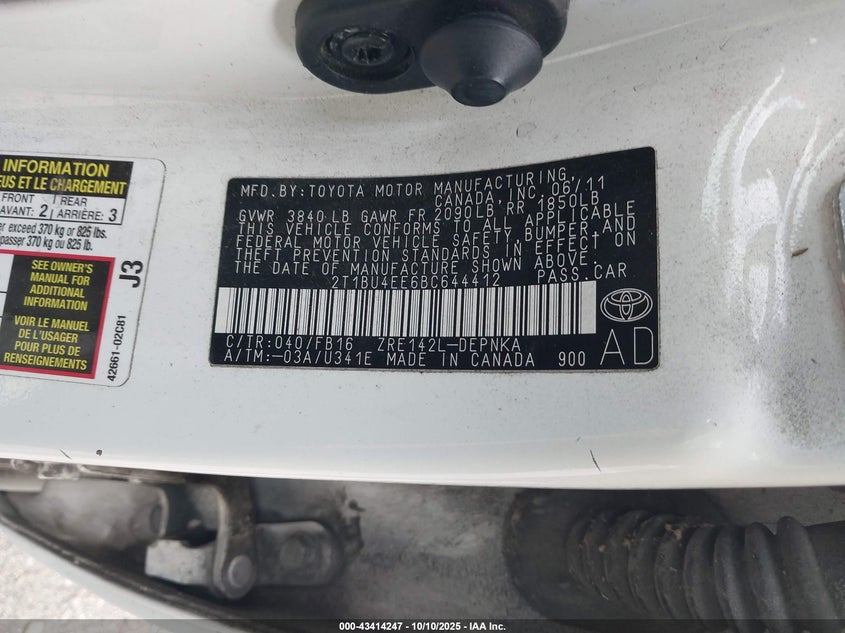 INFORMATION
EUS ET LE CHARGEMENT
FRONT
AVANT: 2
REAR
ARRIÈRE: 3
er exceed 370 kg or 825 lbs.
passer 370 kg ou 825 lb.
SEE OWNER'S
MANUAL FOR
ADDITIONAL
INFORMATION
VOIR LE MANUEL
DE L'USAGER
POUR PLUS DE
RENSEIGNEMENTS
J3
42661-02C81
MFD.BY:TOYOTA MOTOR MANUFACTURING,
CANADA, INC. 06/11
GVWR 3840 LB GAWR FR 2090LB RR 1850LB
THIS VEHICLE CONFORMS TO ALL APPLICABLE
FEDERAL MOTOR VEHICLE SAFETY, BUMPER, AND
THEFT PREVENTION STANDARDS IN EFFECT ON
THE DATE OF MANUFACTURE SHOWN ABOVE.
2T1BU4EE6BC644412 PASS.CAR
C/TR:040/FB16 ZRE142L-DEPNKA
A/TM:-03A/U341E MADE IN CANADA 900
AD
000-43414247 - 10/10/2025 - IAA Inc.